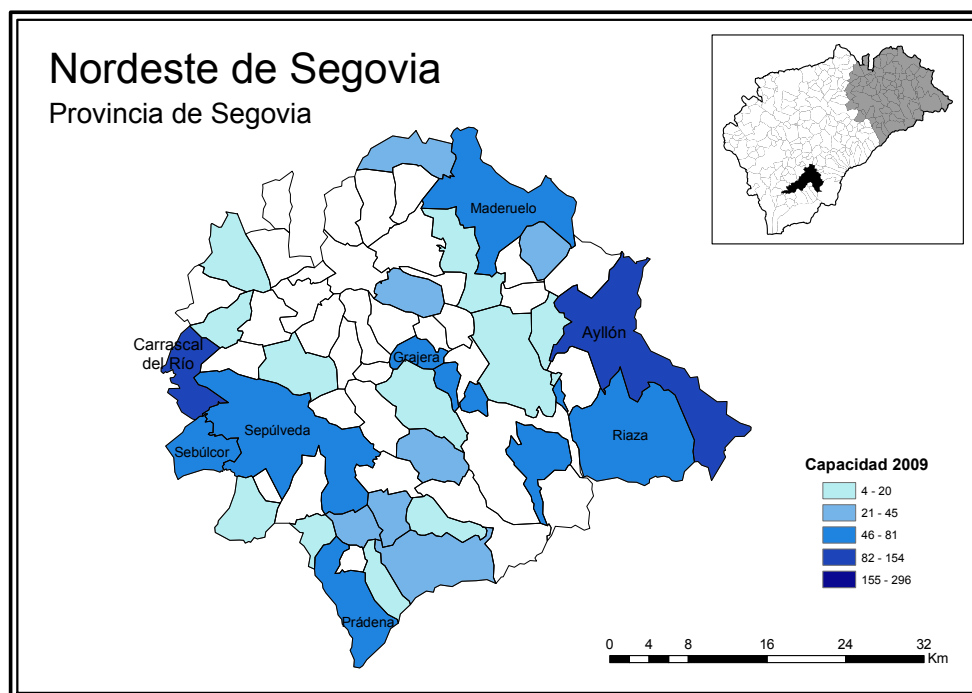 Nordeste de Segovia
Provincia de Segovia
Maderuelo
Ayllón
Carrascal
del Río
Grajera
Sepúlveda
Riaza
Sebúlcor
Prádena
Capacidad 2009
4 - 20
21 - 45
46 - 81
82 - 154
155 - 296
0 2 4 8 16 24 32
Km